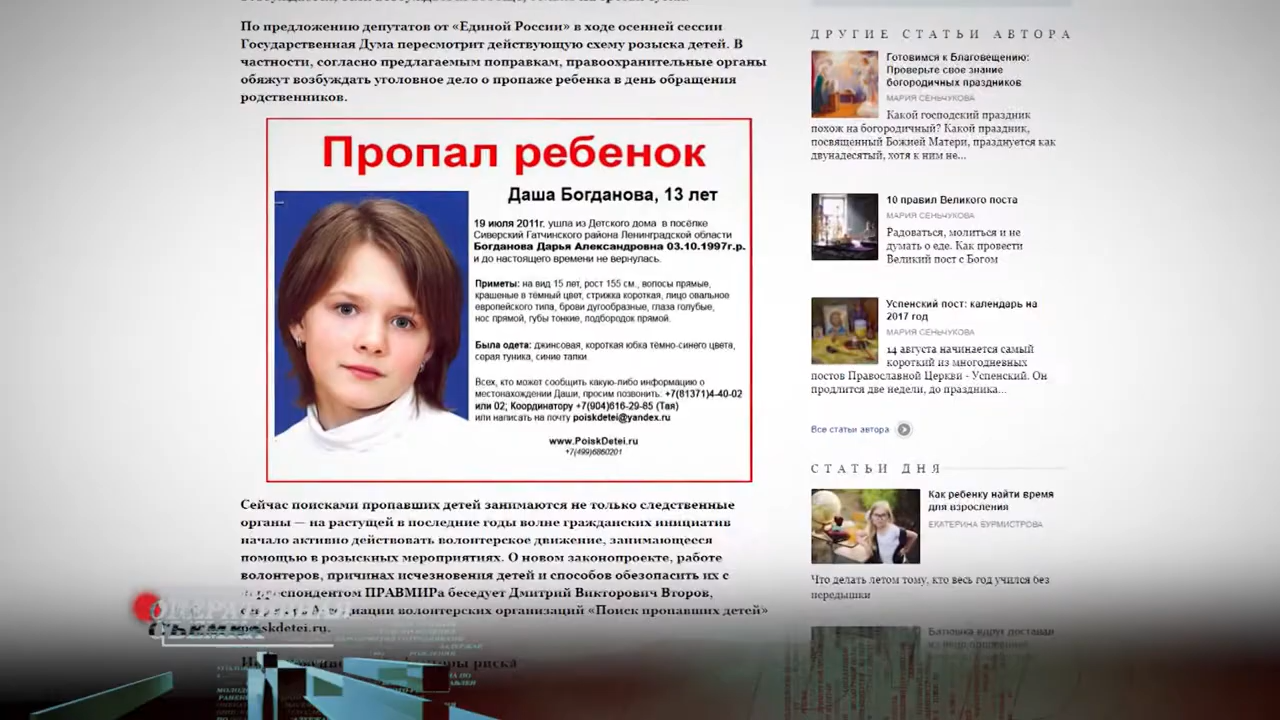 По предложению депутатов от «Единой России» в ходе осенней сессии
Государственная Дума пересмотрит действующую схему розыска детей. В
частности, согласно предлагаемым поправкам, правоохранительные органы
обяжут возбуждать уголовное дело о пропаже ребенка в день обращения
родственников.
Пропал ребенок
Даша Богданова, 13 лет
19 июля 2011г. ушла из Детского дома в посёлке
Сиверский Гатчинского района Ленинградской области
Богданова Дарья Александровна 03.10.1997г.р.
и до настоящего времени не вернулась.
Приметы: на вид 15 лет, рост 155 см., волосы прямые,
крашеные в тёмный цвет, стрижка короткая, лицо овальное
европейского типа, брови дугообразные, глаза голубые,
нос прямой, губы тонкие, подбородок прямой.
Была одета: джинсовая, короткая юбка тёмно-синего цвета,
серая туника, синие тапки
Всех, кто может сообщить какую-либо информацию о
местонахождении Даши, просим позвонить: +7(81371)4-40-02
или 02; Координатору +7(904)616-29-85 (Тая)
или написать на почту poiskdetei@yandex.ru
www.PoiskDetei.ru
+7(499)6860201
Сейчас поисками пропавших детей занимаются не только следственные
органы — на растущей в последние годы волне гражданских инициатив
начало активно действовать волонтерское движение, занимающееся
помощью в розыскных мероприятиях. О новом законопроекте, работе
волонтеров, причинах исчезновения детей и способов обезопасить их с
корреспондентом ПРАВМИРа беседует Дмитрий Викторович Второв,
волонтерских организаций «Поиск пропавших детей»
poiskdetei.ru.
ОПЕРАТИВНАЯ
СЪЕМКА
риска
ДРУГИЕ СТАТЬИ АВТОРА
Готовимся к Благовещению:
Проверьте свое знание
богородичных праздников
МАРИЯ СЕНЬЧУКОВА
Какой господский праздник
похож на богородичный? Какой праздник,
посвященный Божией Матери, празднуется как
двунадесятый, хотя к ним не...
10 правил Великого поста
МАРИЯ СЕНЬЧУКОВА
Радоваться, молиться и не
думать о еде. Как провести
Великий пост с Богом
Успенский пост: календарь на
2017 год
МАРИЯ СЕНЬЧУКОВА
14 августа начинается самый
короткий из многодневных
постов Православной Церкви - Успенский. Он
продлится две недели, до праздника...
Все статьи автора
СТАТЬИ ДНЯ
Как ребенку найти время
для взросления
ЕКАТЕРИНА БУРМИСТРОВА
Что делать летом тому, кто весь год учился без
передышки
Батюшка вдруг доставал